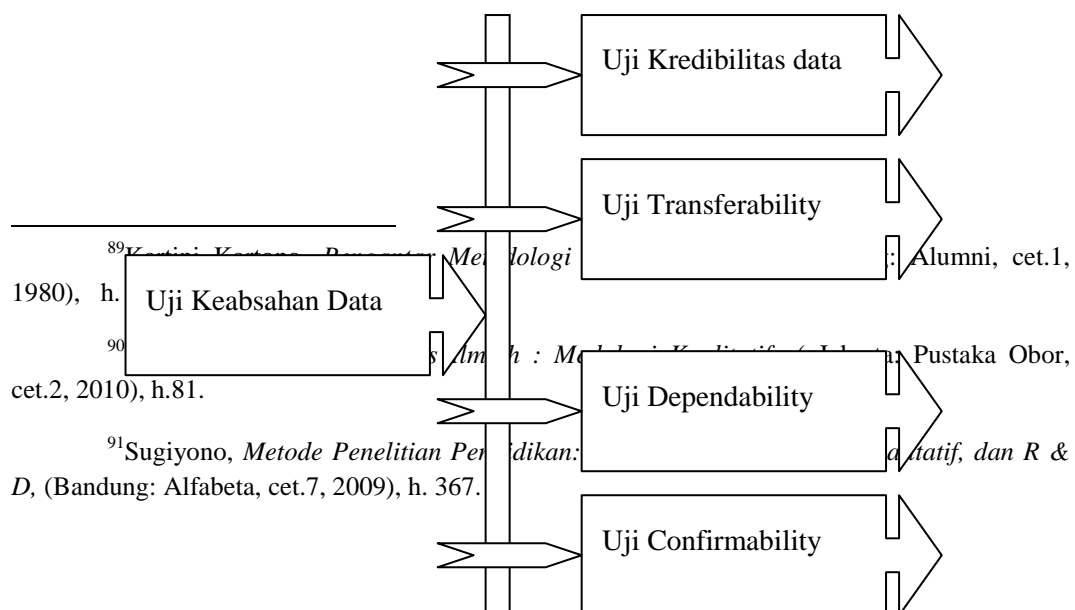 Uji Kredibilitas data
Uji Transferability
Uji Keabsahan Data
Uji Dependability
Uji Confirmability
89 Alumni, cet.1,
1980), h.
90 : Pustaka Obor,
cet.2, 2010), h.81.
91Sugiyono, Metode Penelitian dan R &
D, (Bandung: Alfabeta, cet.7, 2009), h. 367.